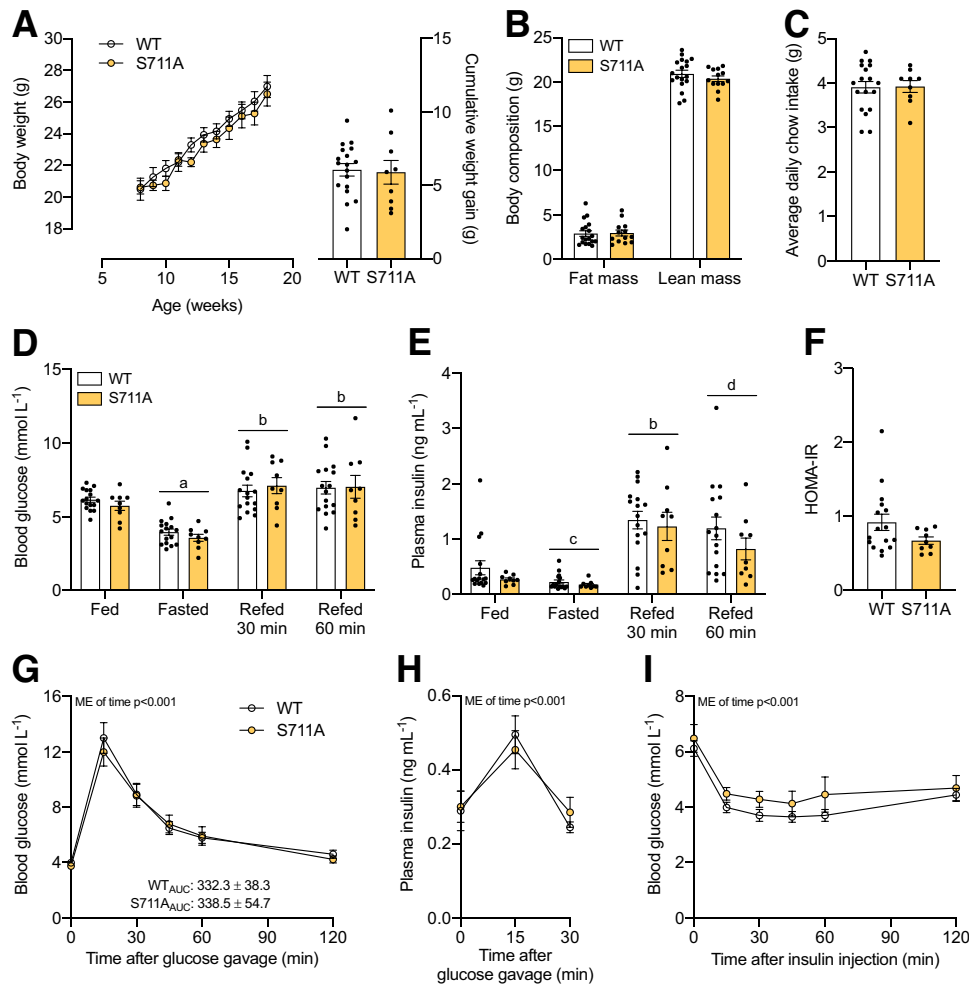 A
30
28
26
24
22
20
18
Body weight (g)
WT
S711A
5
10
15
20
Age (weeks)
15
10
5
0
Cumulative weight gain (g)
WT S711A
B
25
20
15
10
5
0
Body composition (g)
WT
S711A
Fat mass
Lean mass
C
5
4
3
2
1
0
Average daily chow intake (g)
WT S711A
D
15
10
5
0
Blood glucose (mmol L⁻¹)
WT
S711A
a
b
b
Fed
Fasted
Refed
30 min
Refed
60 min
E
4
3
2
1
0
Plasma insulin (ng mL⁻¹)
c
b
d
Fed
Fasted
Refed
30 min
Refed
60 min
F
3
2
1
0
HOMA-IR
WT S711A
G
16
12
8
4
0
Blood glucose (mmol L⁻¹)
ME of time p<0.001
WT
S711A
WT_AUC: 332.3 ± 38.3
S711A_AUC: 338.5 ± 54.7
0
30
60
90
120
Time after glucose gavage (min)
H
0.6
0.4
0.2
0.0
Plasma insulin (ng mL⁻¹)
ME of time p<0.001
0
15
30
Time after
glucose gavage (min)
I
8
6
4
2
0
Blood glucose (mmol L⁻¹)
ME of time p<0.001
0
30
60
90
120
Time after insulin injection (min)